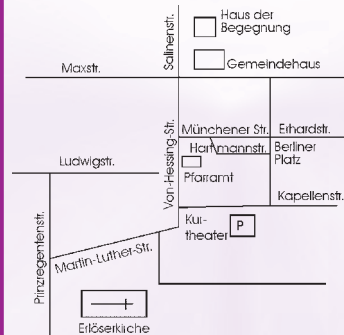 Haus der
Begegnung
Salinenstr.
Gemeindehaus
Maxstr.
Von-Hessing-Str.
Münchener Str.
Erhardstr.
Hartmannstr.
Berliner
Platz
Ludwigstr.
Pfarramt
Kapellenstr.
Prinzregentenstr.
Kur-
theater
P
Martin-Luther-Str.
Erlöserkirche